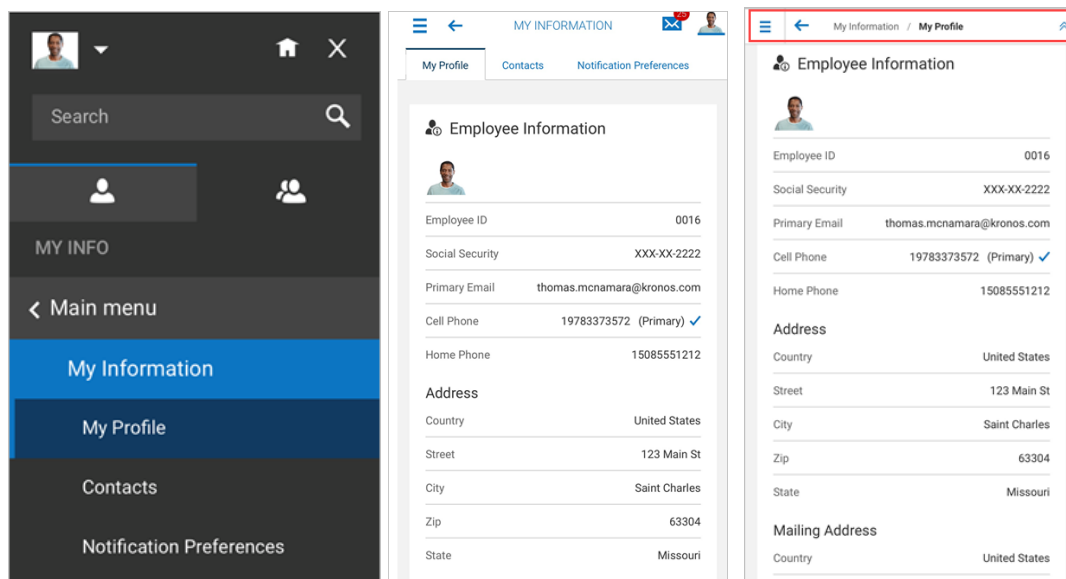 X
Search
MY INFO
Main menu
My Information
My Profile
Contacts
Notification Preferences
MY INFORMATION
25
My Profile Contacts Notification Preferences
Employee Information
Employee ID 0016
Social Security XXX-XX-2222
Primary Email thomas.mcnamara@kronos.com
Cell Phone 19783373572 (Primary)
Home Phone 15085551212
Address
Country United States
Street 123 Main St
City Saint Charles
Zip 63304
State Missouri
My Information / My Profile
Employee Information
Employee ID 0016
Social Security XXX-XX-2222
Primary Email thomas.mcnamara@kronos.com
Cell Phone 19783373572 (Primary)
Home Phone 15085551212
Address
Country United States
Street 123 Main St
City Saint Charles
Zip 63304
State Missouri
Mailing Address
Country United States